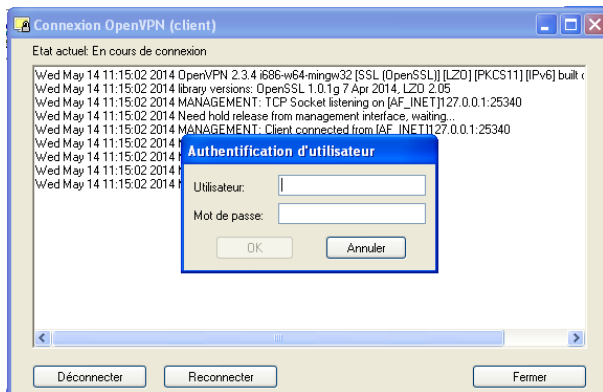 Connexion OpenVPN (client)
Etat actuel: En cours de connexion
Wed May 14 11:15:02 2014 OpenVPN 2.3.4 i686-w64-mingw32 [SSL (OpenSSL)] [LZO] [PKCS11] [IPv6] built
Wed May 14 11:15:02 2014 library versions: OpenSSL 1.0.1g 7 Apr 2014, LZO 2.05
Wed May 14 11:15:02 2014 MANAGEMENT: TCP Socket listening on [AF_INET]127.0.0.1:25340
Wed May 14 11:15:02 2014 Need hold release from management interface, waiting...
Wed May 14 11:15:02 2014 MANAGEMENT: Client connected from [AF_INET]127.0.0.1:25340
Wed May 14 11:15:02 2014
Wed May 14 11:15:02 2014
Wed May 14 11:15:02 2014
Wed May 14 11:15:02 2014
Authentification d'utilisateur
Utilisateur:
Mot de passe:
OK Annuler
Déconnecter Reconnecter Fermer